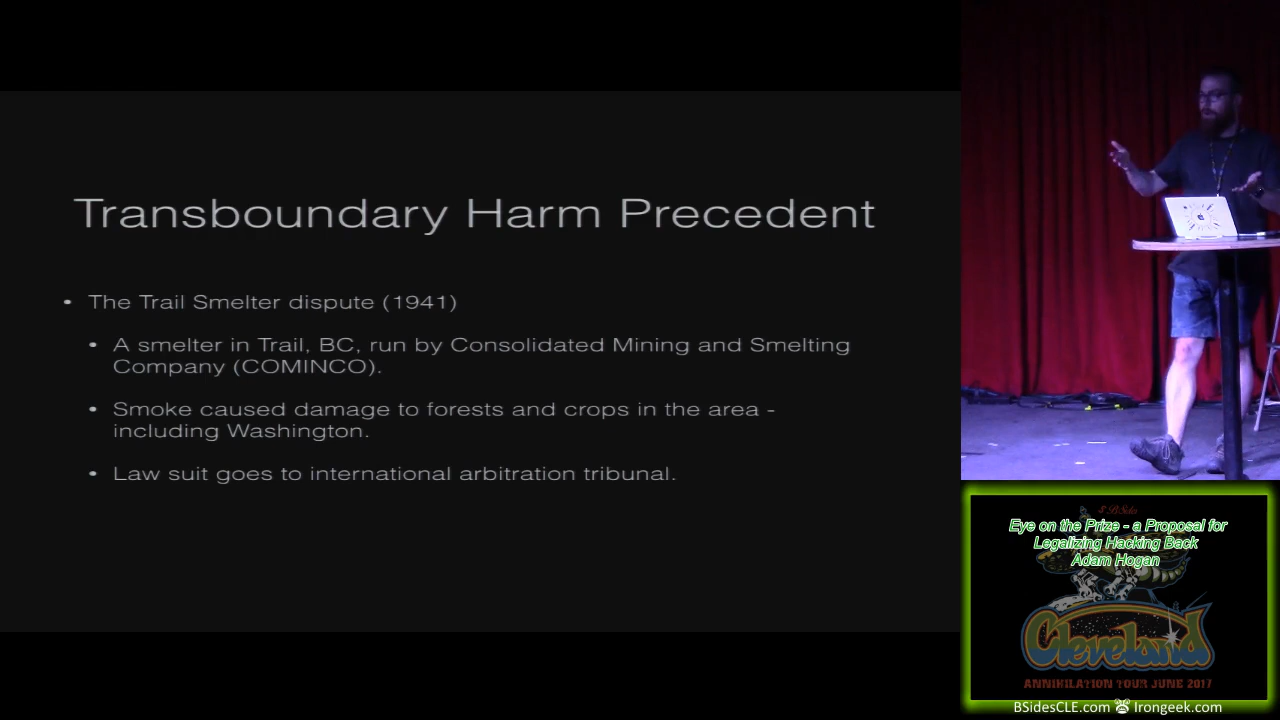 Transboundary Harm Precedent
• The Trail Smelter dispute (1941)
• A smelter in Trail, BC, run by Consolidated Mining and Smelting
Company (COMINCO).
• Smoke caused damage to forests and crops in the area -
including Washington.
• Law suit goes to international arbitration tribunal.
BSides
Eye on the Prize - a Proposal for
Legalizing Hacking Back
Adam Hogan
Cleveland
ANNIHILATION TOUR JUNE 2017
BSidesCLE.com Irongeek.com